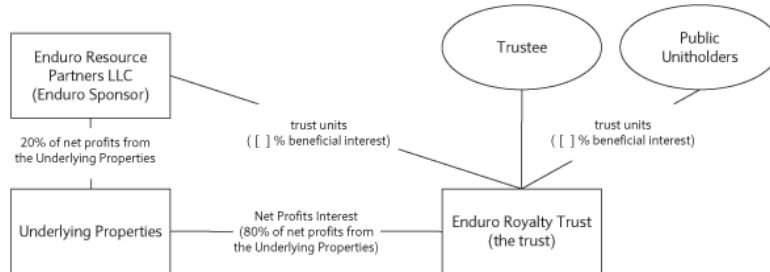 Enduro Resource
Partners LLC
(Enduro Sponsor)
Trustee
Public
Unitholders
20% of net profits from
the Underlying Properties
trust units
( [ ] % beneficial interest)
trust units
( [ ] % beneficial interest)
Underlying Properties
Net Profits Interest
(80% of net profits from
the Underlying Properties)
Enduro Royalty Trust
(the trust)